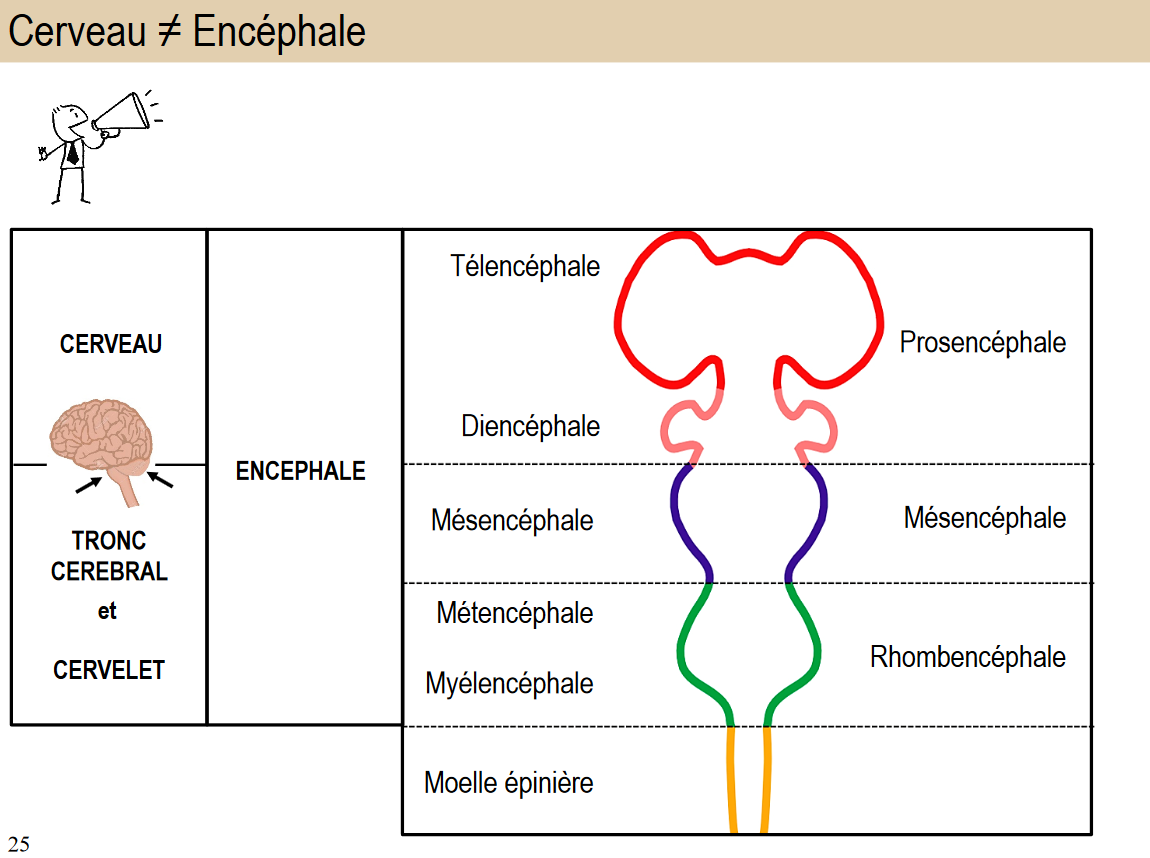 Cerveau ≠ Encéphale
CERVEAU
TRONC
CEREBRAL
et
CERVELET
ENCEPHALE
Télencéphale
Prosencéphale
Diencéphale
Mésencéphale
Mésencéphale
Métencéphale
Myélencéphale
Rhombencéphale
Moelle épinière
25